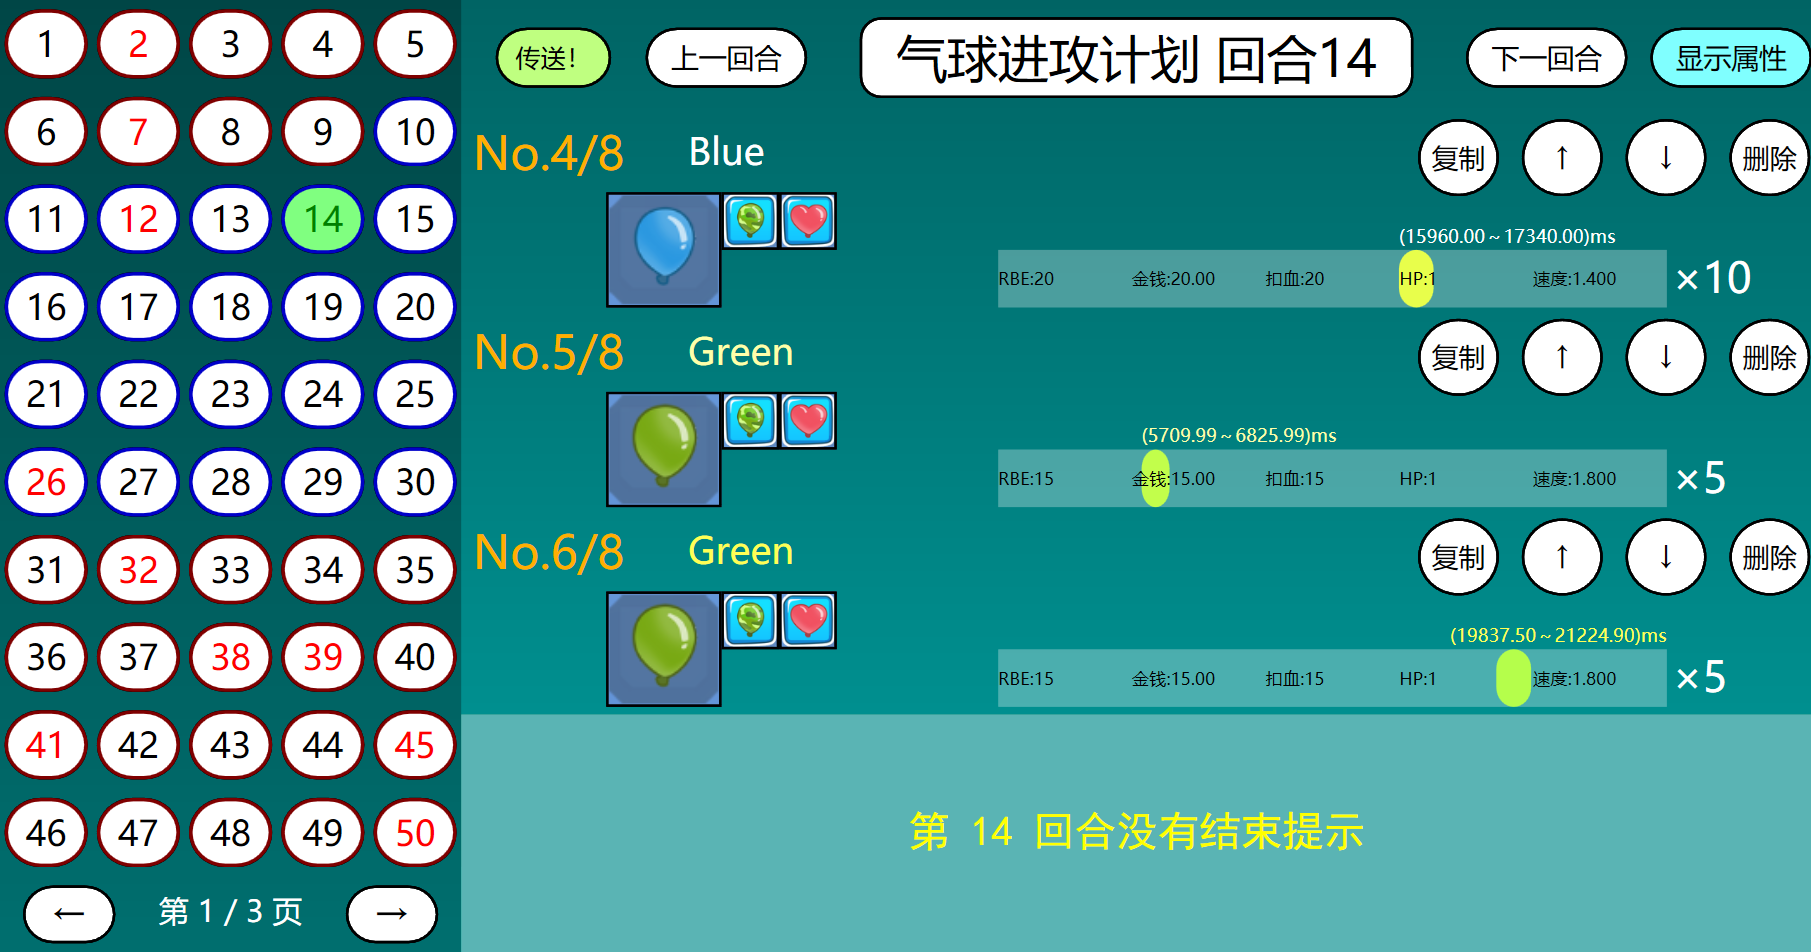 1 2 3 4 5
6 7 8 9 10
11 12 13 14 15
16 17 18 19 20
21 22 23 24 25
26 27 28 29 30
31 32 33 34 35
36 37 38 39 40
41 42 43 44 45
46 47 48 49 50
← 第 1 / 3 页 →
传送! 上一回合 气球进攻计划 回合14 下一回合 显示属性
No.4/8 Blue 复制 ↑ ↓ 删除
(15960.00～17340.00)ms
RBE:20 金钱:20.00 扣血:20 HP:1 速度:1.400 ×10
No.5/8 Green 复制 ↑ ↓ 删除
(5709.99～6825.99)ms
RBE:15 金钱:15.00 扣血:15 HP:1 速度:1.800 ×5
No.6/8 Green 复制 ↑ ↓ 删除
(19837.50～21224.90)ms
RBE:15 金钱:15.00 扣血:15 HP:1 速度:1.800 ×5
第 14 回合没有结束提示